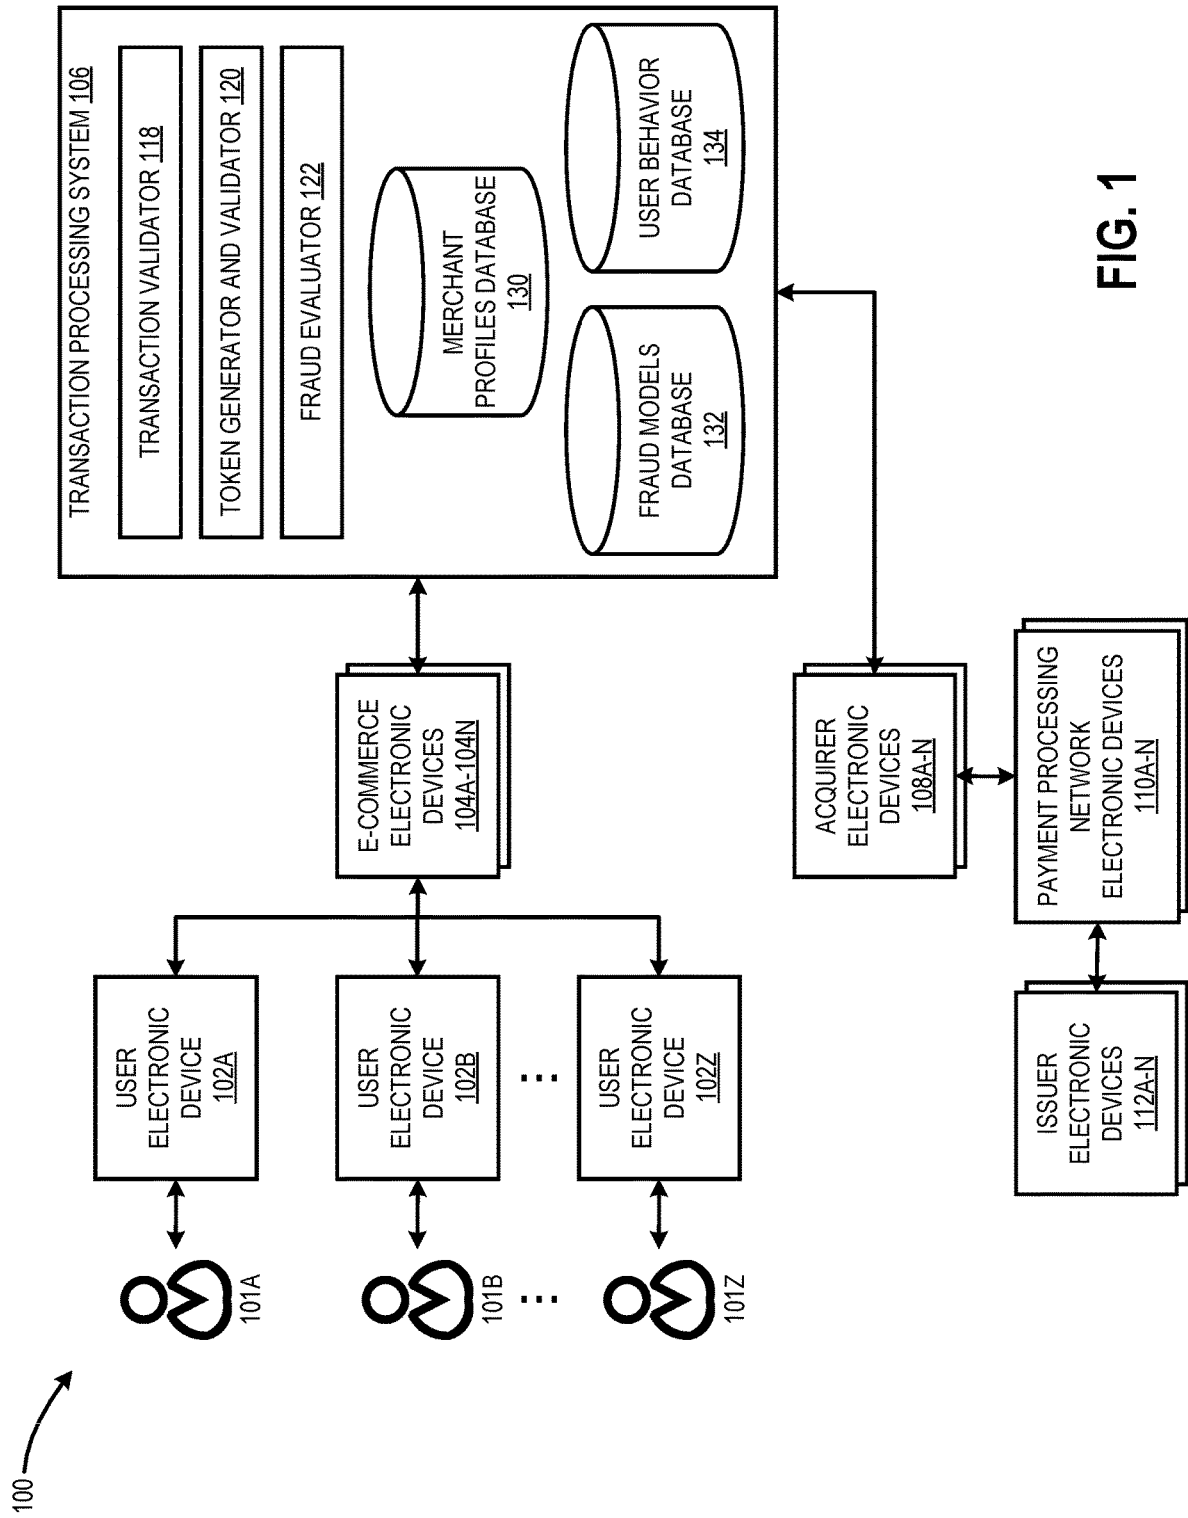 100
101A
101B
...
101Z
USER
ELECTRONIC
DEVICE
102A
USER
ELECTRONIC
DEVICE
102B
...
USER
ELECTRONIC
DEVICE
102Z
E-COMMERCE
ELECTRONIC
DEVICES
104A-104N
TRANSACTION PROCESSING SYSTEM 106
TRANSACTION VALIDATOR 118
TOKEN GENERATOR AND VALIDATOR 120
FRAUD EVALUATOR 122
MERCHANT
PROFILES DATABASE
130
FRAUD MODELS
DATABASE
132
USER BEHAVIOR
DATABASE
134
ACQUIRER
ELECTRONIC
DEVICES
108A-N
ISSUER
ELECTRONIC
DEVICES
112A-N
PAYMENT PROCESSING
NETWORK
ELECTRONIC DEVICES
110A-N
FIG. 1